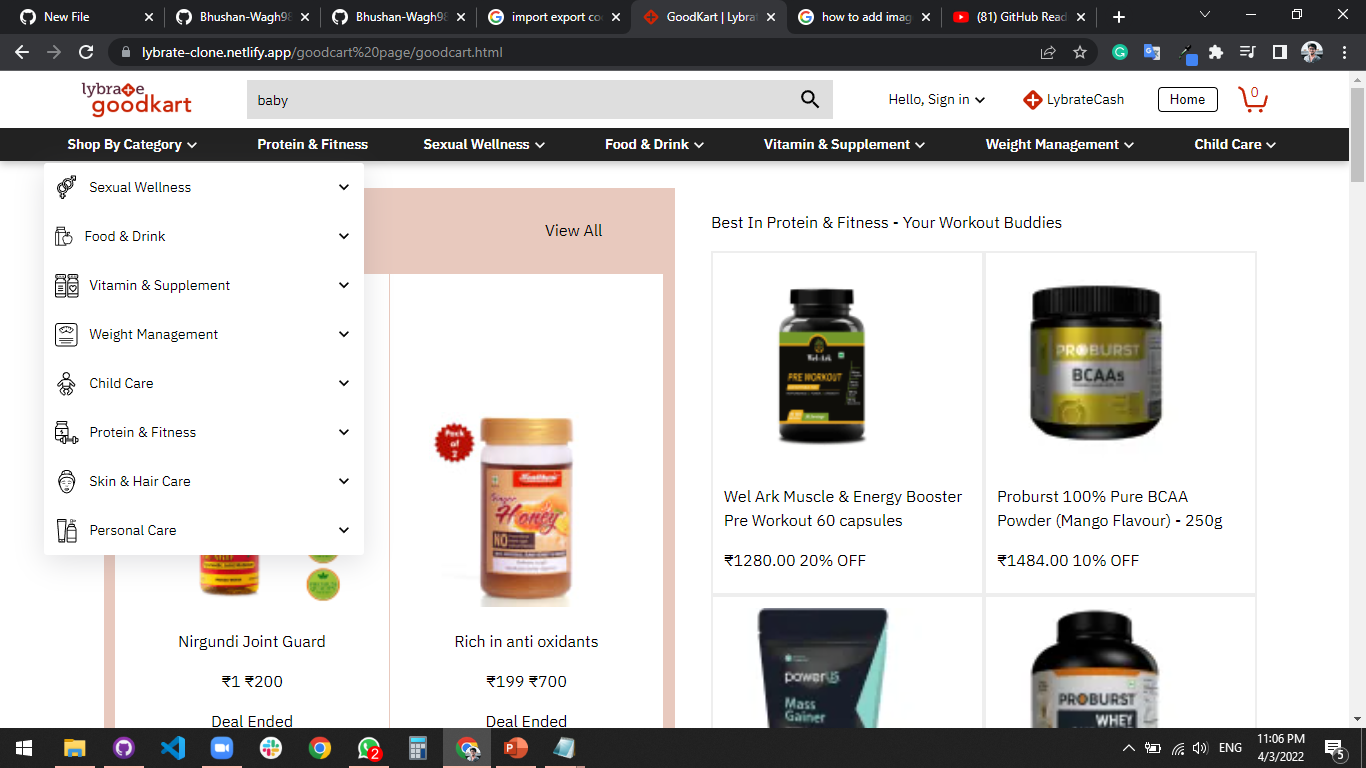 New File
Bhushan-Wagh98
Bhushan-Wagh98
import export co
GoodKart | Lybrat
how to add imag
(81) GitHub Read
lybrate-clone.netlify.app/goodcart%20page/goodcart.html
lybrate
goodkart
baby
Hello, Sign in
LybrateCash
Home
0
Shop By Category
Protein & Fitness
Sexual Wellness
Food & Drink
Vitamin & Supplement
Weight Management
Child Care
Sexual Wellness
Food & Drink
Vitamin & Supplement
Weight Management
Child Care
Protein & Fitness
Skin & Hair Care
Personal Care
View All
Pack
of
2
Ginger
Honey
NO
Nirgundi Joint Guard
₹1 ₹200
Deal Ended
Rich in anti oxidants
₹199 ₹700
Deal Ended
Best In Protein & Fitness - Your Workout Buddies
Wel Ark
PRE WORKOUT
Wel Ark Muscle & Energy Booster
Pre Workout 60 capsules
₹1280.00 20% OFF
PROBURST
BCAAs
Proburst 100% Pure BCAA
Powder (Mango Flavour) - 250g
₹1484.00 10% OFF
Mass
Gainer
PROBURST
WHEY
2
ENG
11:06 PM
4/3/2022
5